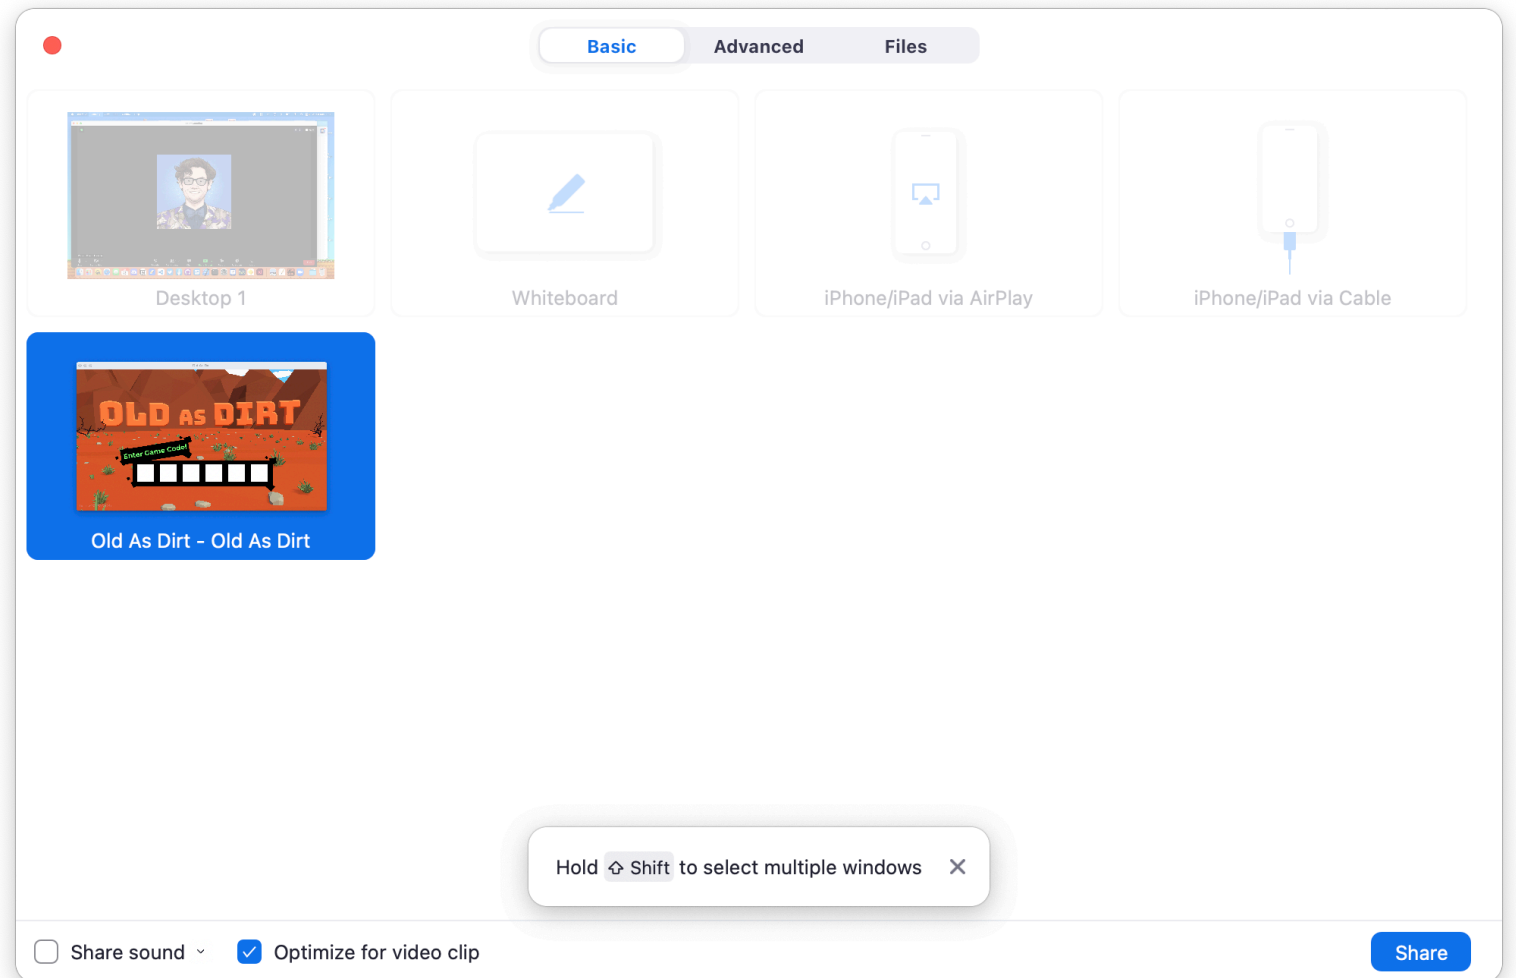 Basic
Advanced
Files
Desktop 1
Whiteboard
iPhone/iPad via AirPlay
iPhone/iPad via Cable
OLD AS DIRT
Enter Game Code!
Old As Dirt - Old As Dirt
Hold Shift to select multiple windows
Share sound
Optimize for video clip
Share